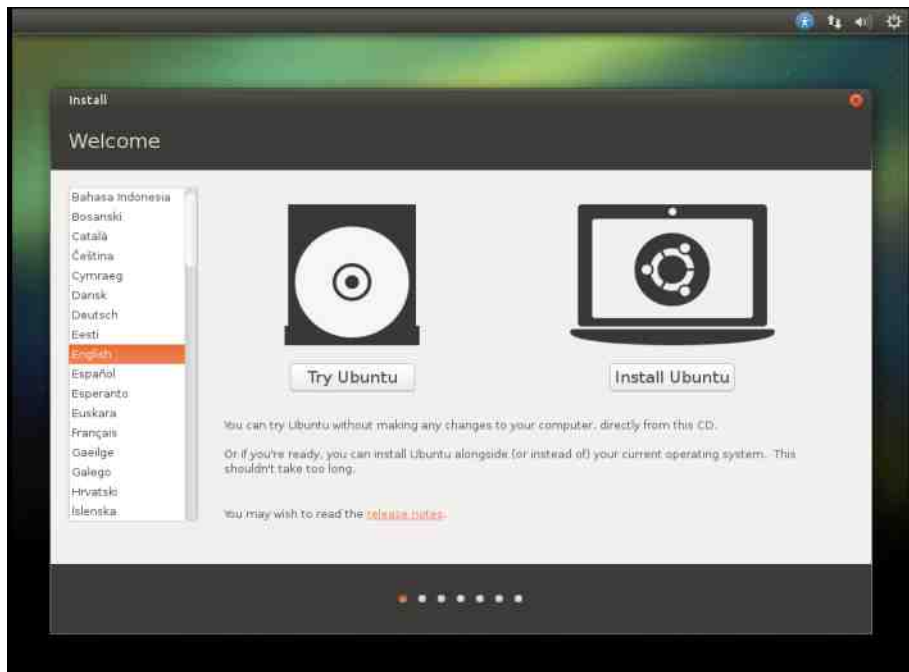 Install
Welcome
Bahasa Indonesia
Bosanski
Català
Čeština
Cymraeg
Dansk
Deutsch
Eesti
English
Español
Esperanto
Euskara
Français
Gaeilge
Galego
Hrvatski
Íslenska
Try Ubuntu
Install Ubuntu
You can try Ubuntu without making any changes to your computer, directly from this CD.
Or if you're ready, you can install Ubuntu alongside (or instead of) your current operating system. This
shouldn't take too long.
You may wish to read the release notes.